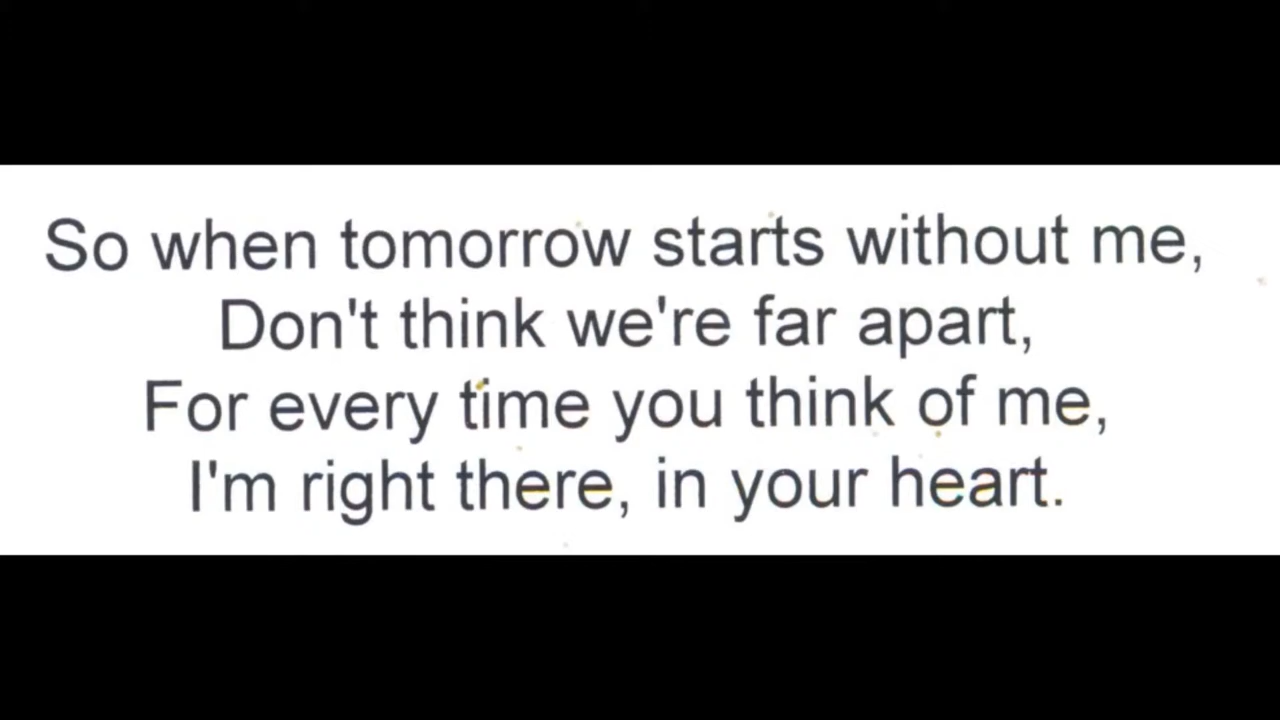 So when tomorrow starts without me,
Don't think we're far apart,
For every time you think of me,
I'm right there, in your heart.